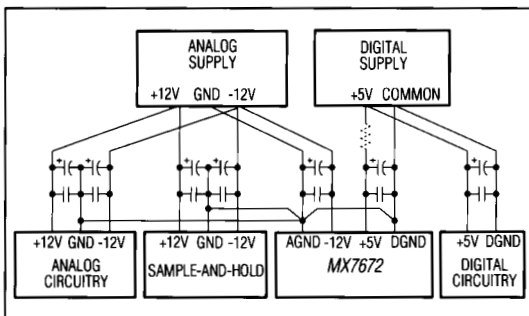 ANALOG
SUPPLY
+12V GND -12V
DIGITAL
SUPPLY
+5V COMMON
+ + + + + + +
+12V GND -12V
ANALOG
CIRCUITRY
+12V GND -12V
SAMPLE-AND-HOLD
AGND -12V +5V DGND
MX7672
+5V DGND
DIGITAL
CIRCUITRY